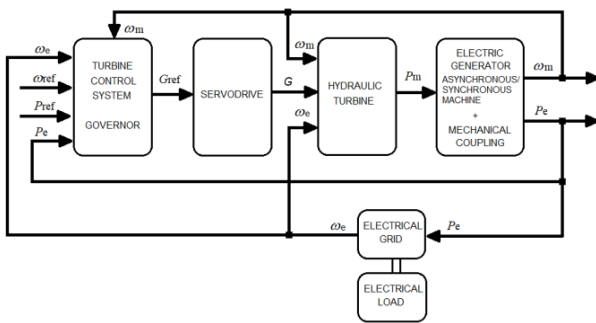 ωm
ωe
ωref
Pref
Pe
TURBINE
CONTROL
SYSTEM
GOVERNOR
Gref
SERVODRIVE
G
ωm
ωe
HYDRAULIC
TURBINE
Pm
ELECTRIC
GENERATOR
ASYNCHRONOUS/
SYNCHRONOUS
MACHINE
+
MECHANICAL
COUPLING
ωm
Pe
ωe
ELECTRICAL
GRID
Pe
ELECTRICAL
LOAD